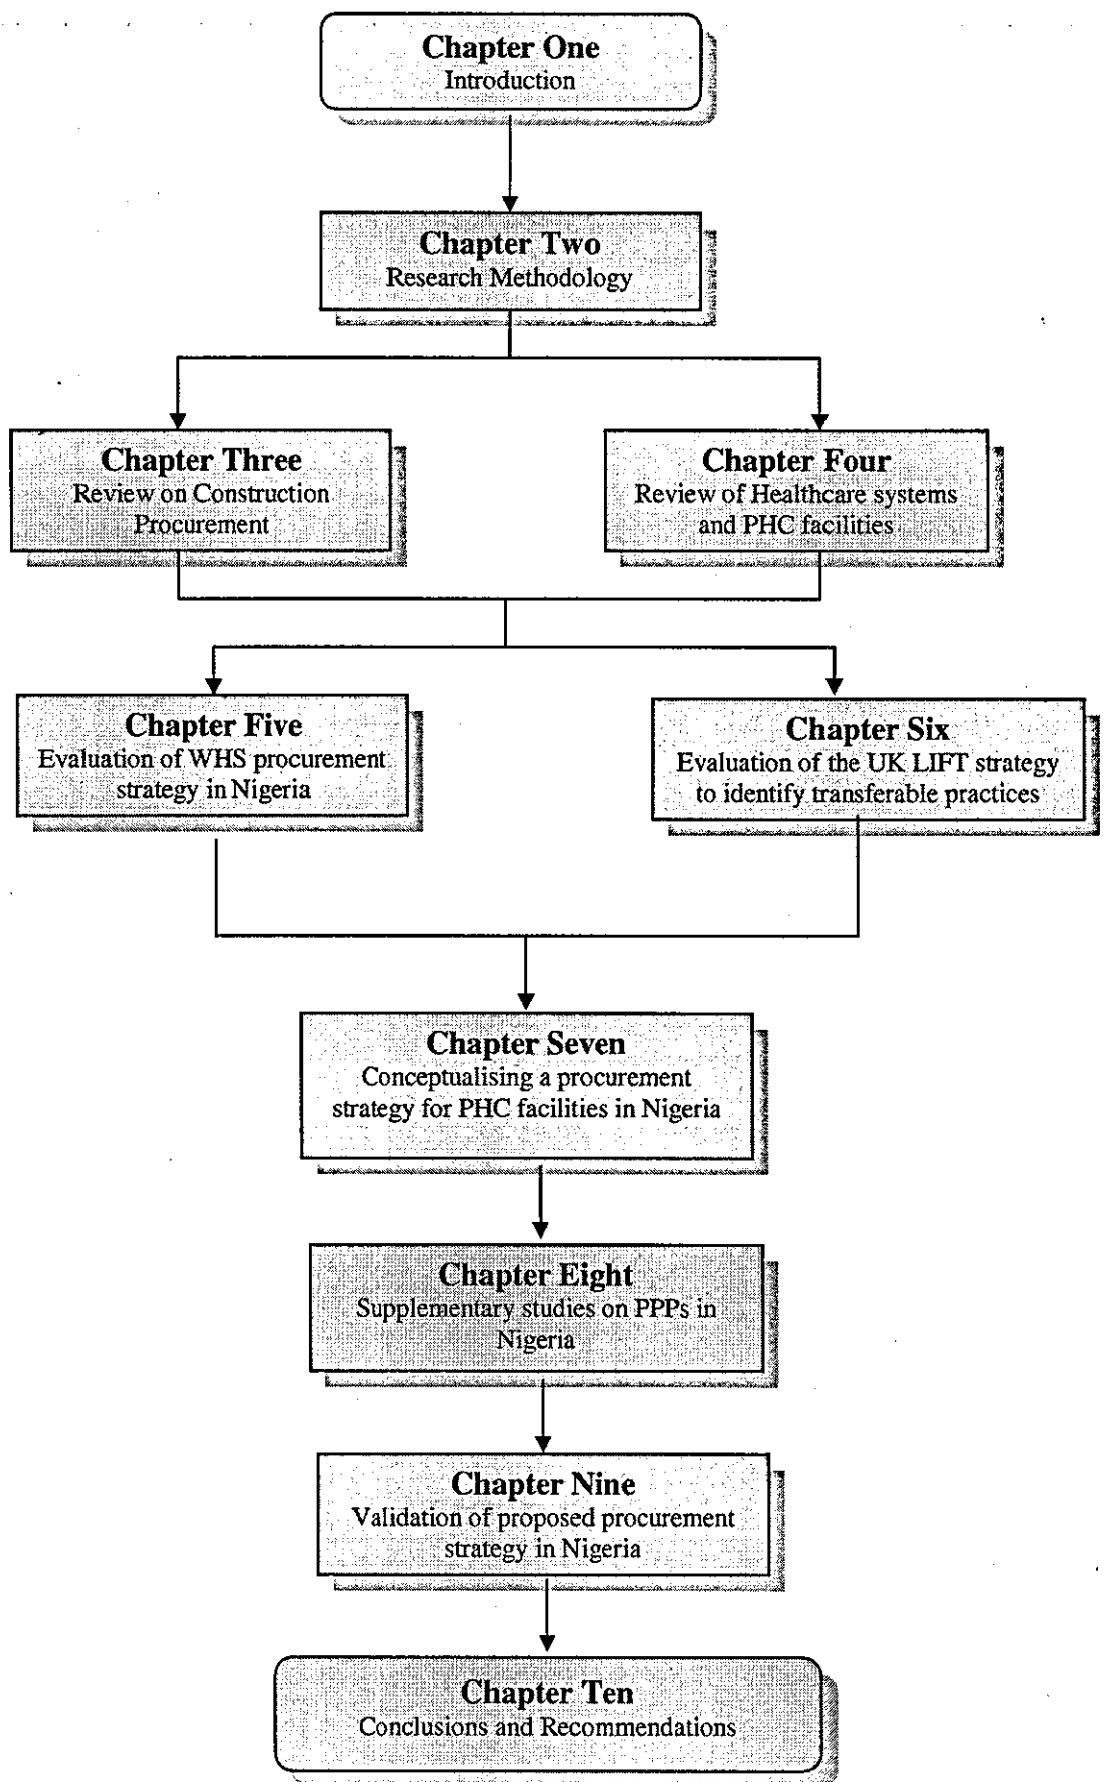 Chapter One
Introduction
Chapter Two
Research Methodology
Chapter Three
Review on Construction
Procurement
Chapter Four
Review of Healthcare systems
and PHC facilities
Chapter Five
Evaluation of WHS procurement
strategy in Nigeria
Chapter Six
Evaluation of the UK LIFT strategy
to identify transferable practices
Chapter Seven
Conceptualising a procurement
strategy for PHC facilities in Nigeria
Chapter Eight
Supplementary studies on PPPs in
Nigeria
Chapter Nine
Validation of proposed procurement
strategy in Nigeria
Chapter Ten
Conclusions and Recommendations